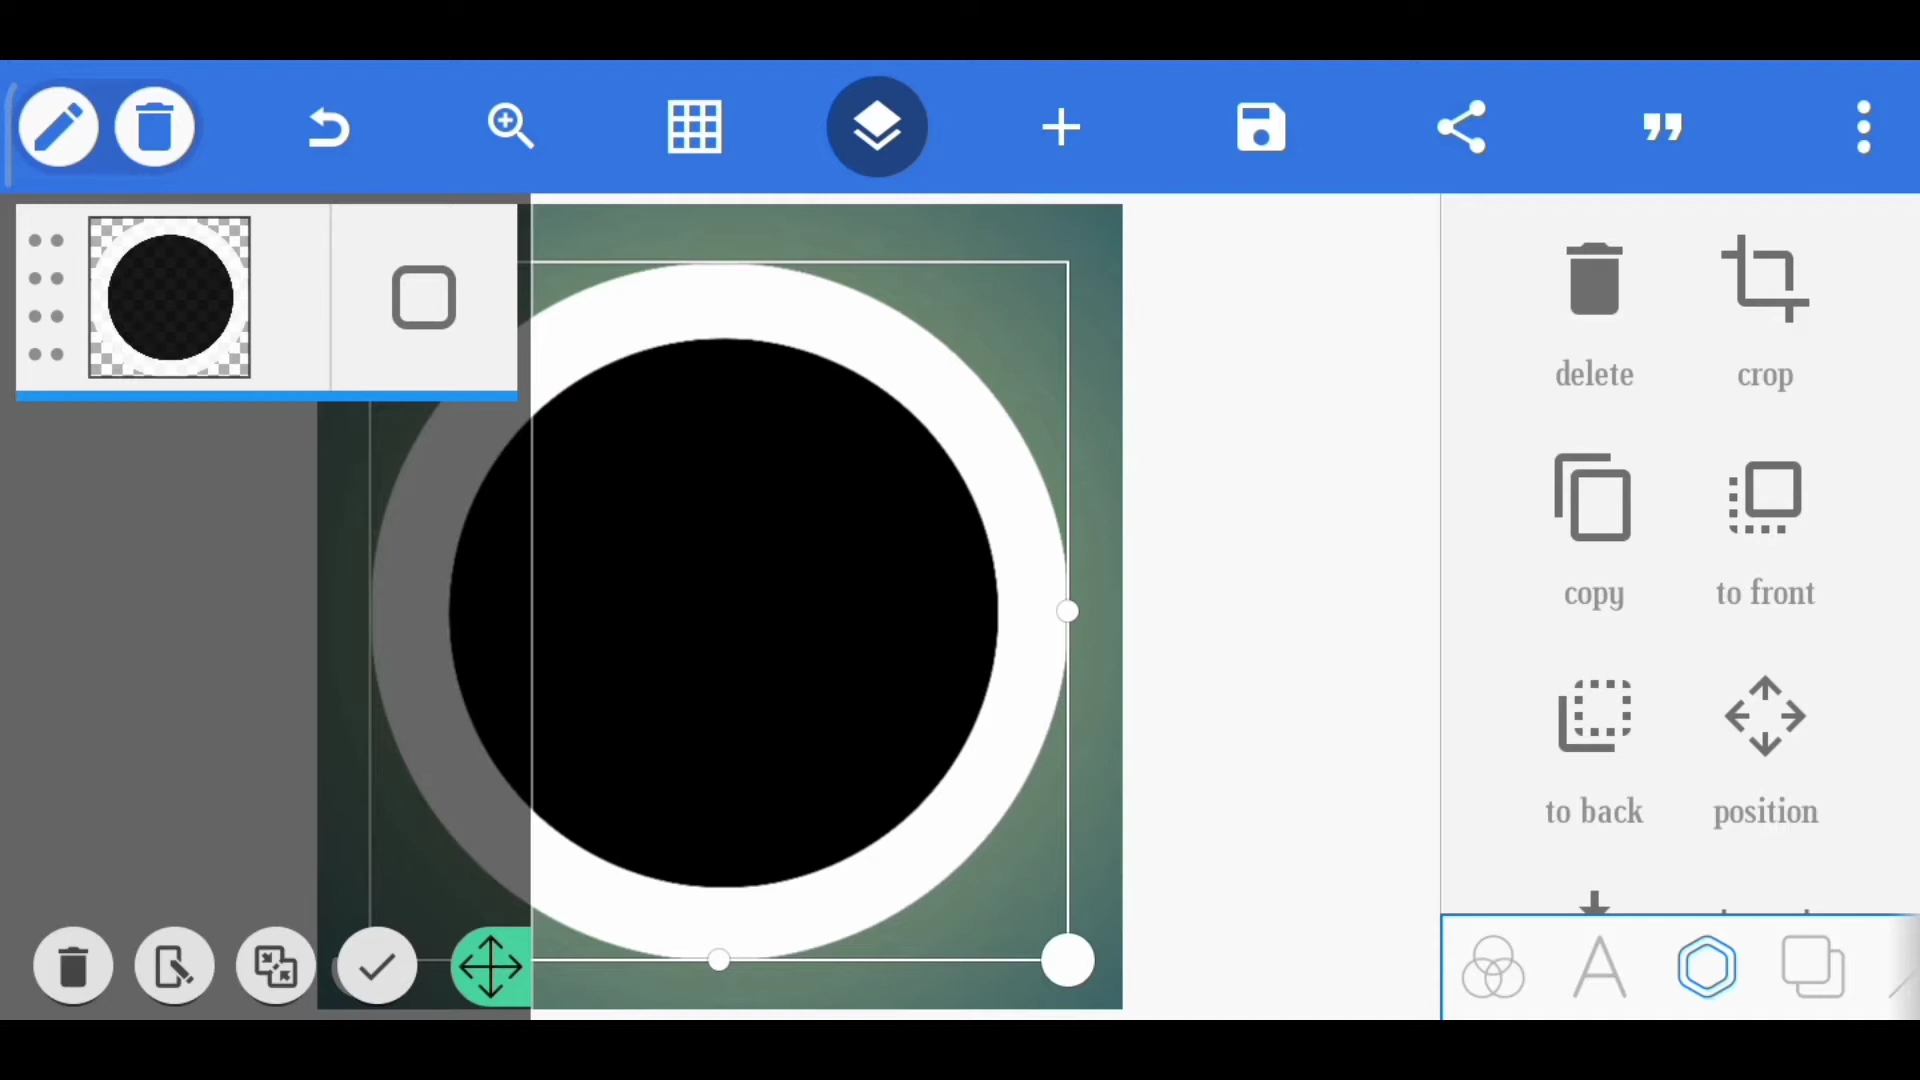 delete
crop
copy
to front
to back
position